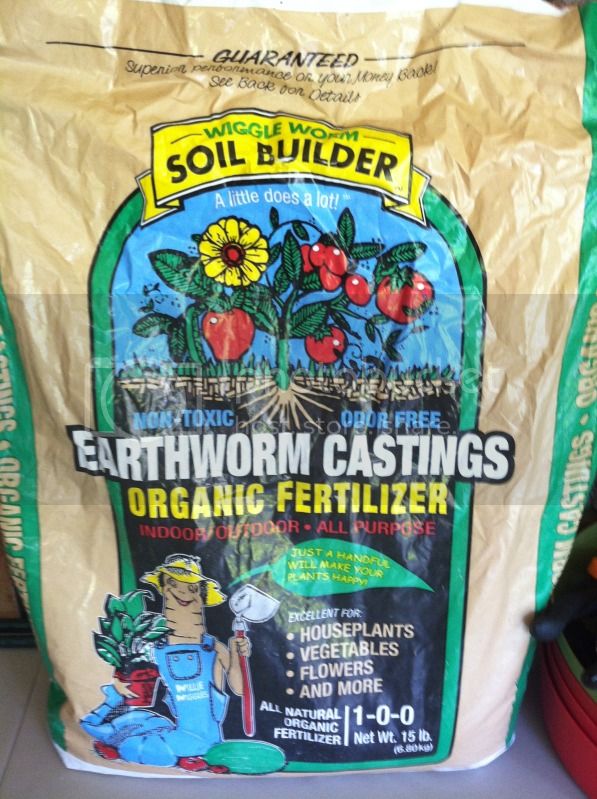 GUARANTEED
Superior performance or your Money Back!
See Back for Details
WIGGLE WORM
SOIL BUILDER
A little does a lot! ™
NON-TOXIC
ODOR FREE
EARTHWORM CASTINGS
ORGANIC FERTILIZER
INDOOR/OUTDOOR • ALL PURPOSE
JUST A HANDFUL
WILL MAKE YOUR
PLANTS HAPPY!
EXCELLENT FOR:
• HOUSEPLANTS
• VEGETABLES
• FLOWERS
• AND MORE
WILLIE
WIGGLES
ALL NATURAL
ORGANIC
FERTILIZER
1-0-0
Net Wt. 15 lb.
(6.80kg)
CASTINGS • ORGANIC
CASTINGS •